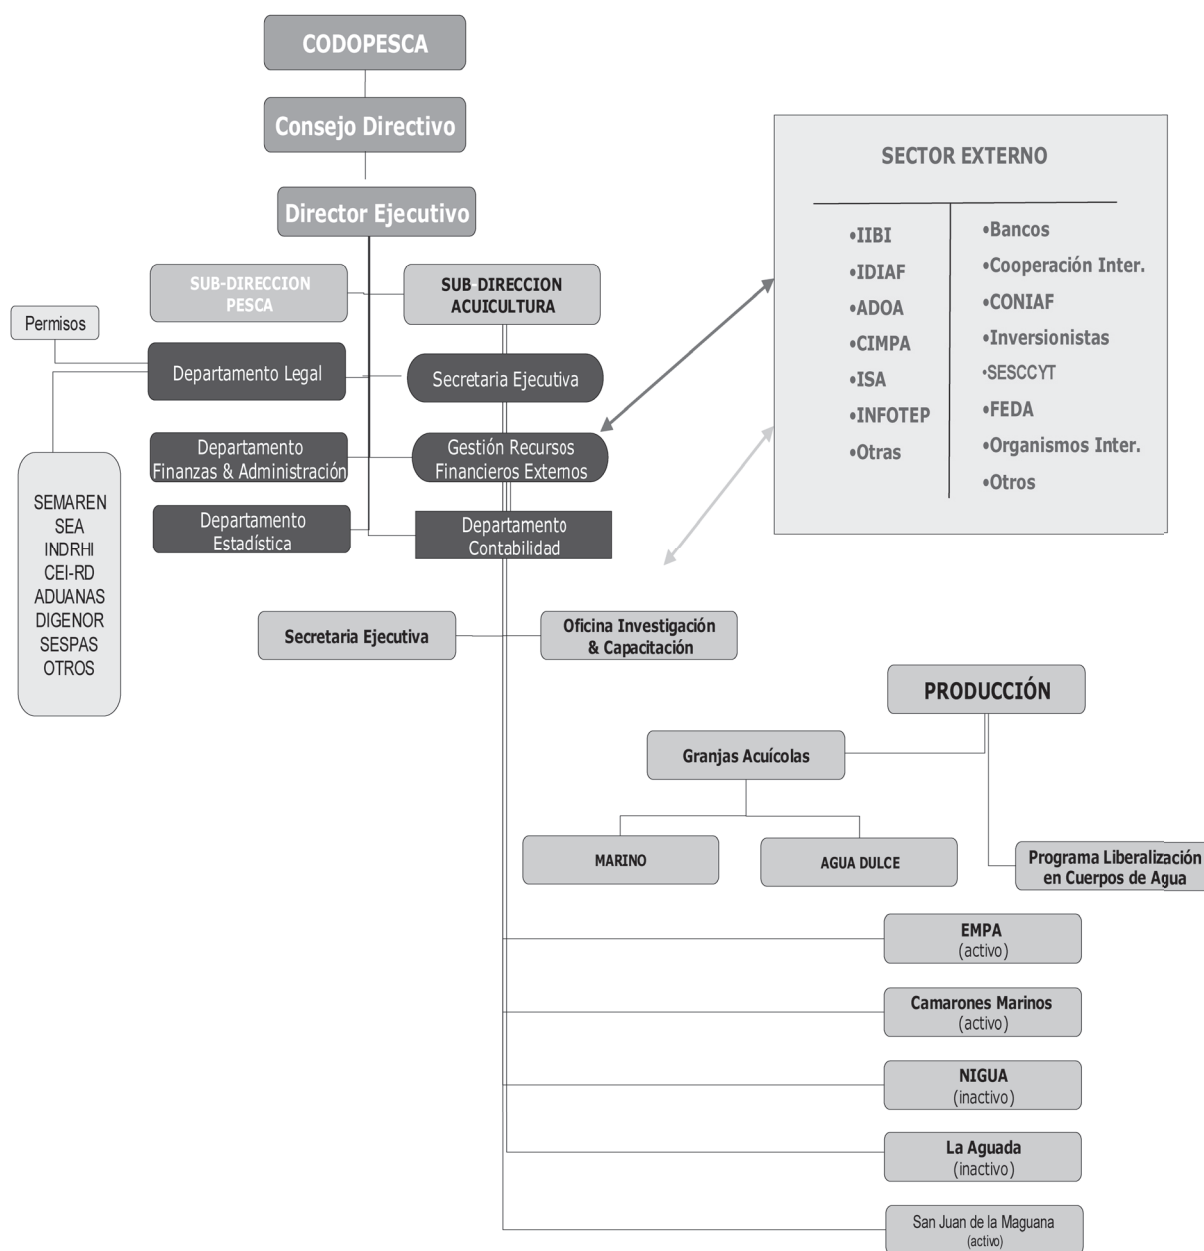 CODOPESCA
Consejo Directivo
Director Ejecutivo
SUB-DIRECCION
PESCA
SUB-DIRECCION
ACUICULTURA
Permisos
Departamento Legal
Secretaria Ejecutiva
Departamento
Finanzas & Administración
Gestión Recursos
Financieros Externos
Departamento
Estadística
Departamento
Contabilidad
SEMAREN
SEA
INDRHI
CEI-RD
ADUANAS
DIGENOR
SESPAS
OTROS
SECTOR EXTERNO
•IIBI
•IDIAF
•ADOA
•CIMPA
•ISA
•INFOTEP
•Otras
•Bancos
•Cooperación Inter.
•CONIAF
•Inversionistas
•SESCCYT
•FEDA
•Organismos Inter.
•Otros
Secretaria Ejecutiva
Oficina Investigación
& Capacitación
PRODUCCIÓN
Granjas Acuícolas
MARINO
AGUA DULCE
Programa Liberalización
en Cuerpos de Agua
EMPA
(activo)
Camarones Marinos
(activo)
NIGUA
(inactivo)
La Aguada
(inactivo)
San Juan de la Maguana
(activo)